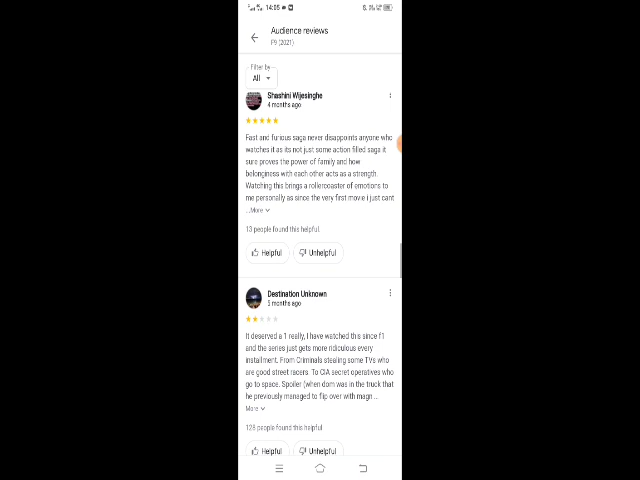 14:05
Audience reviews
F9 (2021)
Filter by
All
Shashini Wijesinghe
4 months ago
Fast and furious saga never disappoints anyone who
watches it as its not just some action filled saga it
sure proves the power of family and how
belongingness with each other acts as a strength.
Watching this brings a rollercoaster of emotions to
me personally as since the very first movie i just cant
...More
13 people found this helpful.
Helpful
Unhelpful
Destination Unknown
5 months ago
It deserved a 1 really, I have watched this since f1
and the series just gets more ridiculous every
installment. From Criminals stealing some TVs who
are good street racers. To CIA secret operatives who
go to space. Spoiler (when dom was in the truck that
he previously managed to flip over with magn ...
More
128 people found this helpful
Helpful
Unhelpful